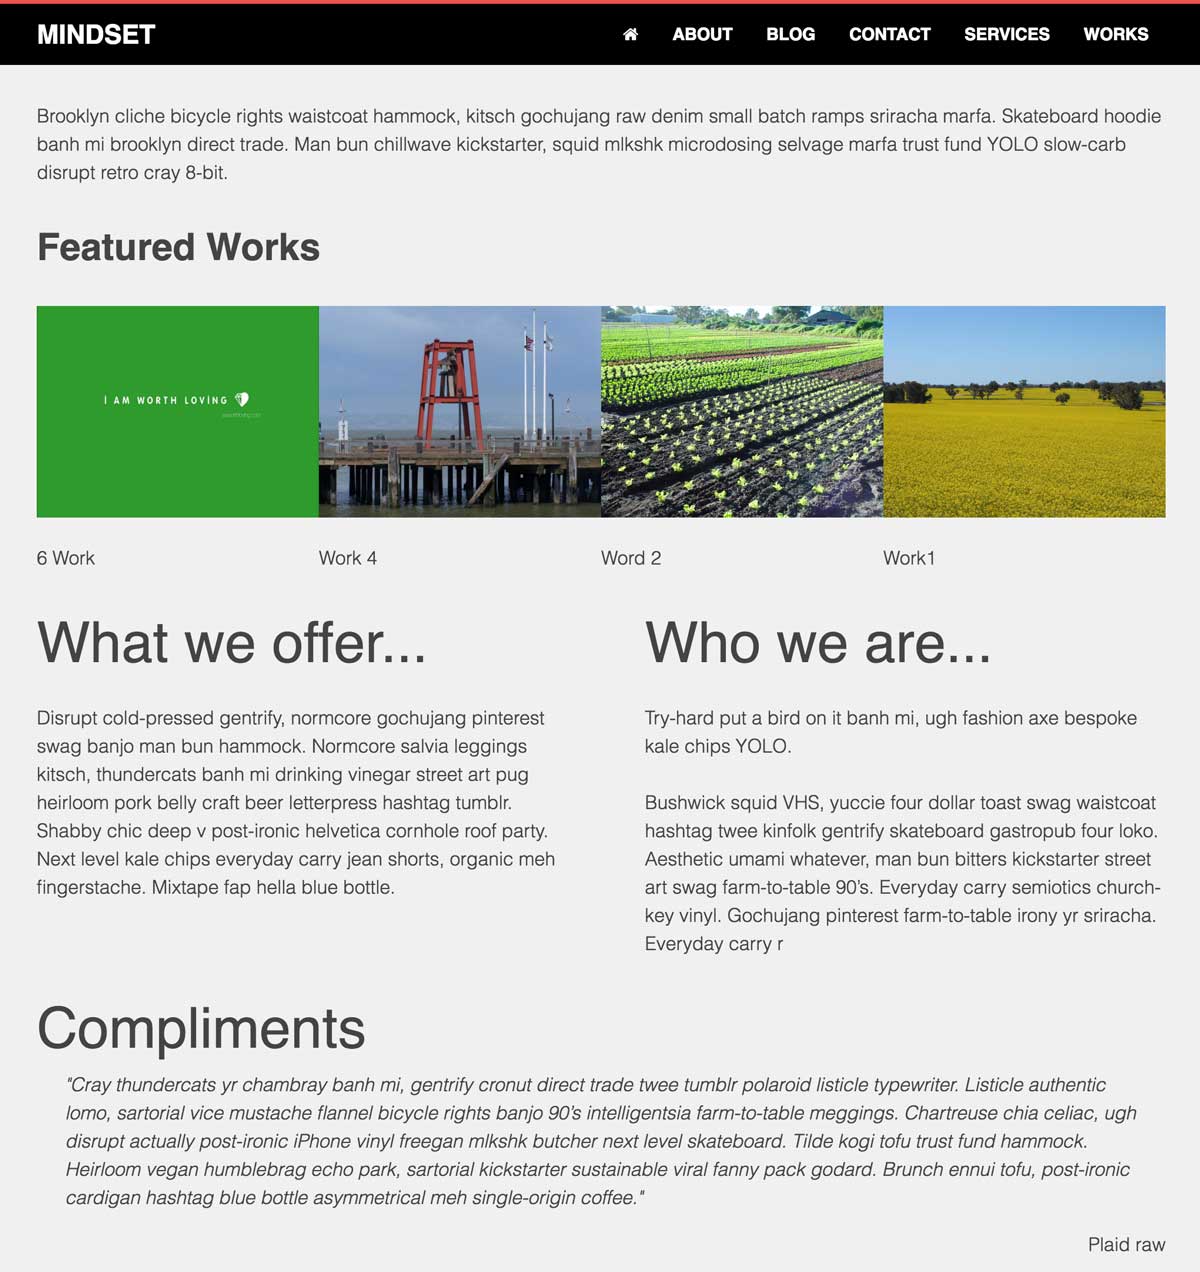 MINDSET
ABOUT BLOG CONTACT SERVICES WORKS
Brooklyn cliche bicycle rights waistcoat hammock, kitsch gochujang raw denim small batch ramps sriracha marfa. Skateboard hoodie
banh mi brooklyn direct trade. Man bun chillwave kickstarter, squid mlkshk microdosing selvage marfa trust fund YOLO slow-carb
disrupt retro cray 8-bit.
Featured Works
I AM WORTH LOVING
6 Work
Work 4
Word 2
Work1
What we offer...
Disrupt cold-pressed gentrify, normcore gochujang pinterest
swag banjo man bun hammock. Normcore salvia leggings
kitsch, thundercats banh mi drinking vinegar street art pug
heirloom pork belly craft beer letterpress hashtag tumblr.
Shabby chic deep v post-ironic helvetica cornhole roof party.
Next level kale chips everyday carry jean shorts, organic meh
fingerstache. Mixtape fap hella blue bottle.
Who we are...
Try-hard put a bird on it banh mi, ugh fashion axe bespoke
kale chips YOLO.
Bushwick squid VHS, yuccie four dollar toast swag waistcoat
hashtag twee kinfolk gentrify skateboard gastropub four loko.
Aesthetic umami whatever, man bun bitters kickstarter street
art swag farm-to-table 90's. Everyday carry semiotics church-
key vinyl. Gochujang pinterest farm-to-table irony yr sriracha.
Everyday carry r
Compliments
"Cray thundercats yr chambray banh mi, gentrify cronut direct trade twee tumblr polaroid listicle typewriter. Listicle authentic
lomo, sartorial vice mustache flannel bicycle rights banjo 90's intelligentsia farm-to-table meggings. Chartreuse chia celiac, ugh
disrupt actually post-ironic iPhone vinyl freegan mlkshk butcher next level skateboard. Tilde kogi tofu trust fund hammock.
Heirloom vegan humblebrag echo park, sartorial kickstarter sustainable viral fanny pack godard. Brunch ennui tofu, post-ironic
cardigan hashtag blue bottle asymmetrical meh single-origin coffee."
Plaid raw